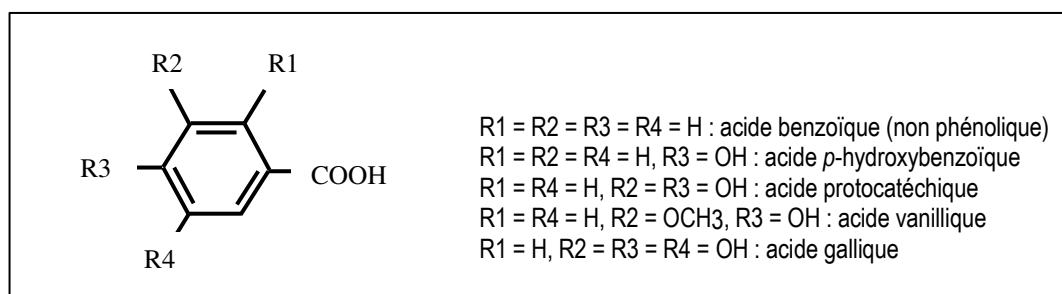 R2
R1
R3
COOH
R4
R1 = R2 = R3 = R4 = H : acide benzoïque (non phénolique)
R1 = R2 = R4 = H, R3 = OH : acide p-hydroxybenzoïque
R1 = R4 = H, R2 = R3 = OH : acide protocatéchique
R1 = R4 = H, R2 = OCH3, R3 = OH : acide vanillique
R1 = H, R2 = R3 = R4 = OH : acide gallique